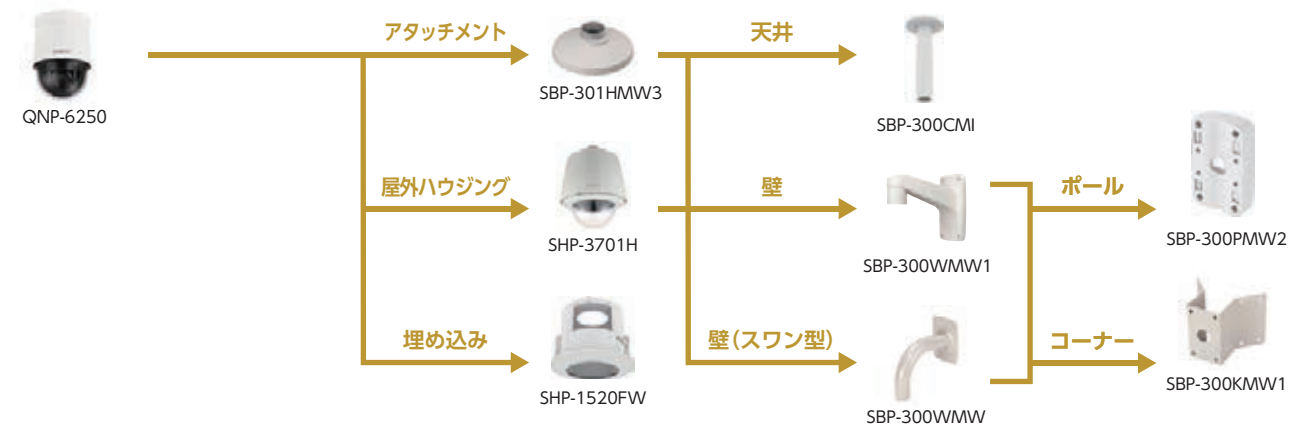 アタッチメント
天井
QNP-6250
SBP-301HMW3
SBP-300CMI
屋外ハウジング
壁
ポール
SHP-3701H
SBP-300WMW1
SBP-300PMW2
埋め込み
壁(スワン型)
コーナー
SHP-1520FW
SBP-300WMW
SBP-300KMW1